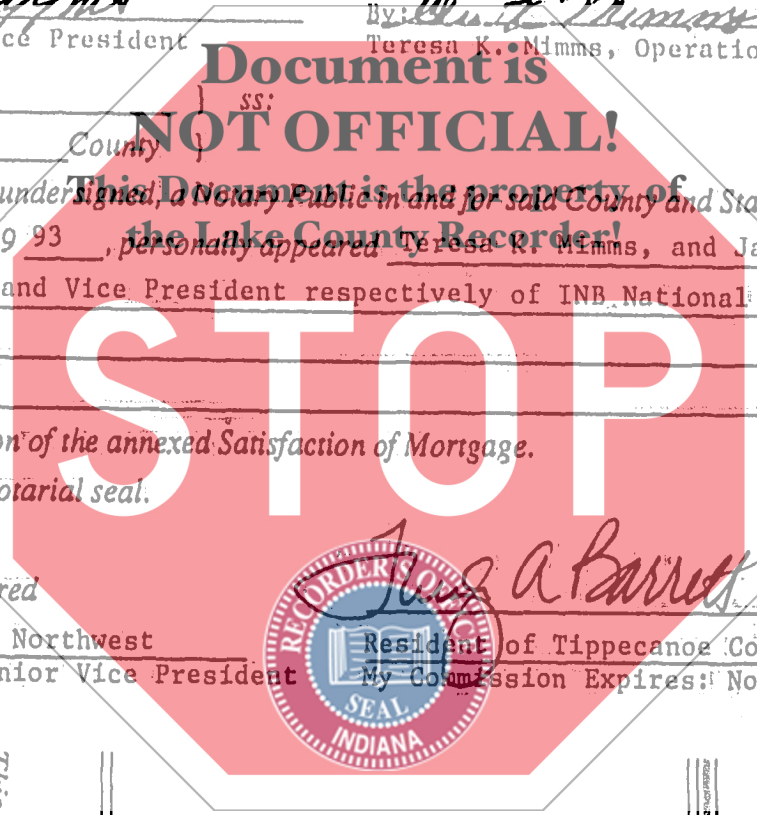 By:
ce President
Teresa K. Mimms, Operatio
Document is
ss:
NOT OFFICIAL!
County
This Document is the property of
undersigned, a Notary Public in and for said County and Sta
the Lake County Recorder!
9 93 , personally appeared Teresa K. Mimms, and Ja
and Vice President respectively of INB National
STOP
n of the annexed Satisfaction of Mortgage.
otarial seal.
A Barrett
red
RECORDER'S OFFICE
Northwest
Resident of Tippecanoe Co
nior Vice President
My Commission Expires: No
SEAL
INDIANA